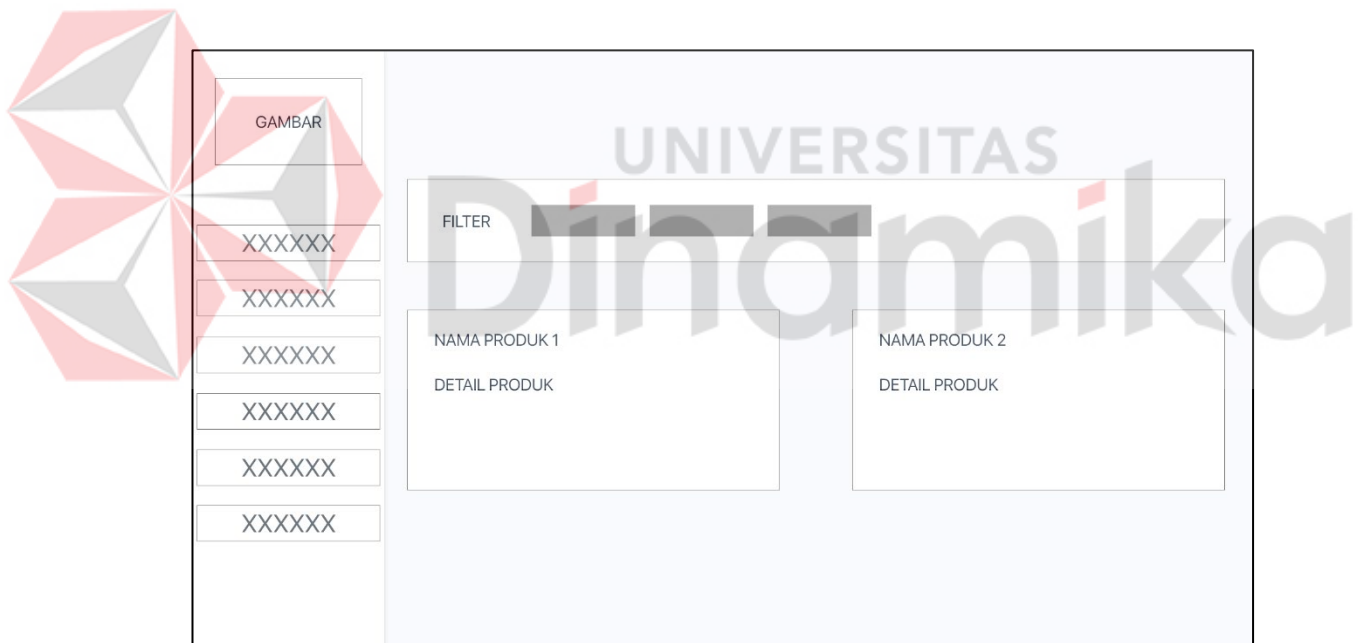 UNIVERSITAS
Dinamika
GAMBAR
XXXXXX
XXXXXX
XXXXXX
XXXXXX
XXXXXX
XXXXXX
FILTER
NAMA PRODUK 1
DETAIL PRODUK
NAMA PRODUK 2
DETAIL PRODUK